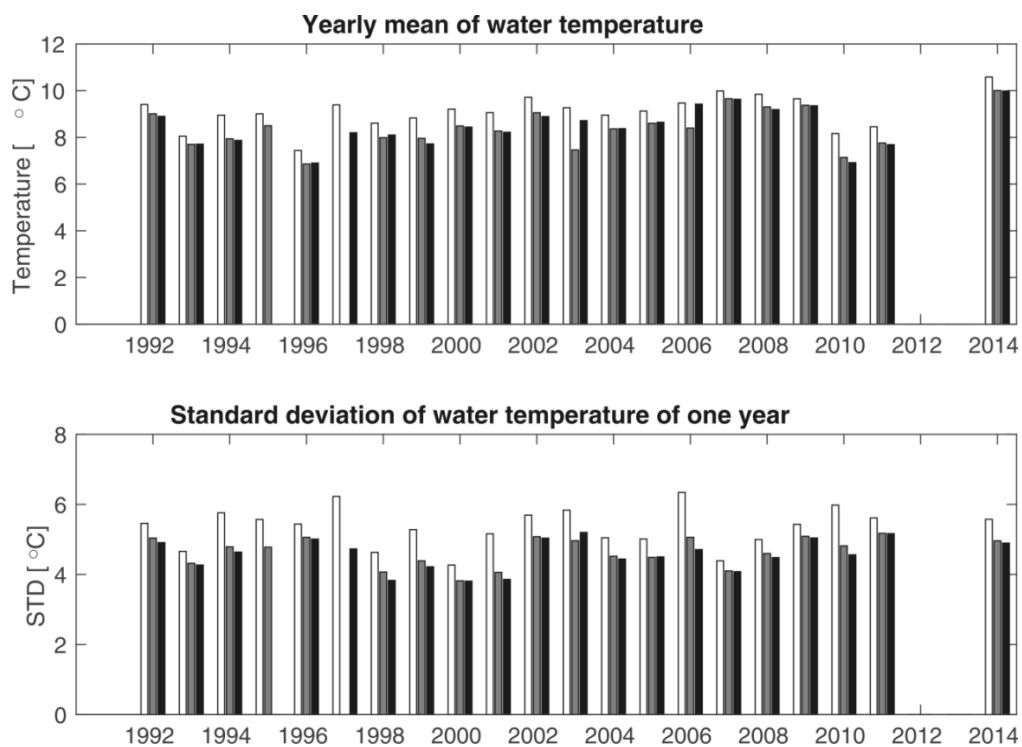 Yearly mean of water temperature
Temperature [ °C]
12
10
8
6
4
2
0
1992 1994 1996 1998 2000 2002 2004 2006 2008 2010 2012 2014
Standard deviation of water temperature of one year
STD [ °C]
8
6
4
2
0
1992 1994 1996 1998 2000 2002 2004 2006 2008 2010 2012 2014